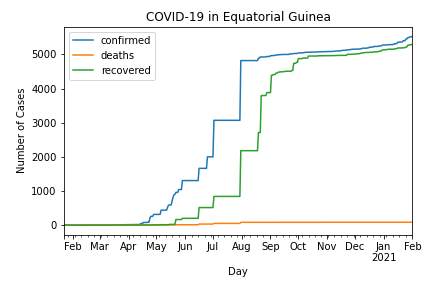 COVID-19 in Equatorial Guinea
confirmed
deaths
recovered
Number of Cases
5000
4000
3000
2000
1000
0
Feb Mar Apr May Jun Jul Aug Sep Oct Nov Dec Jan Feb
2021
Day